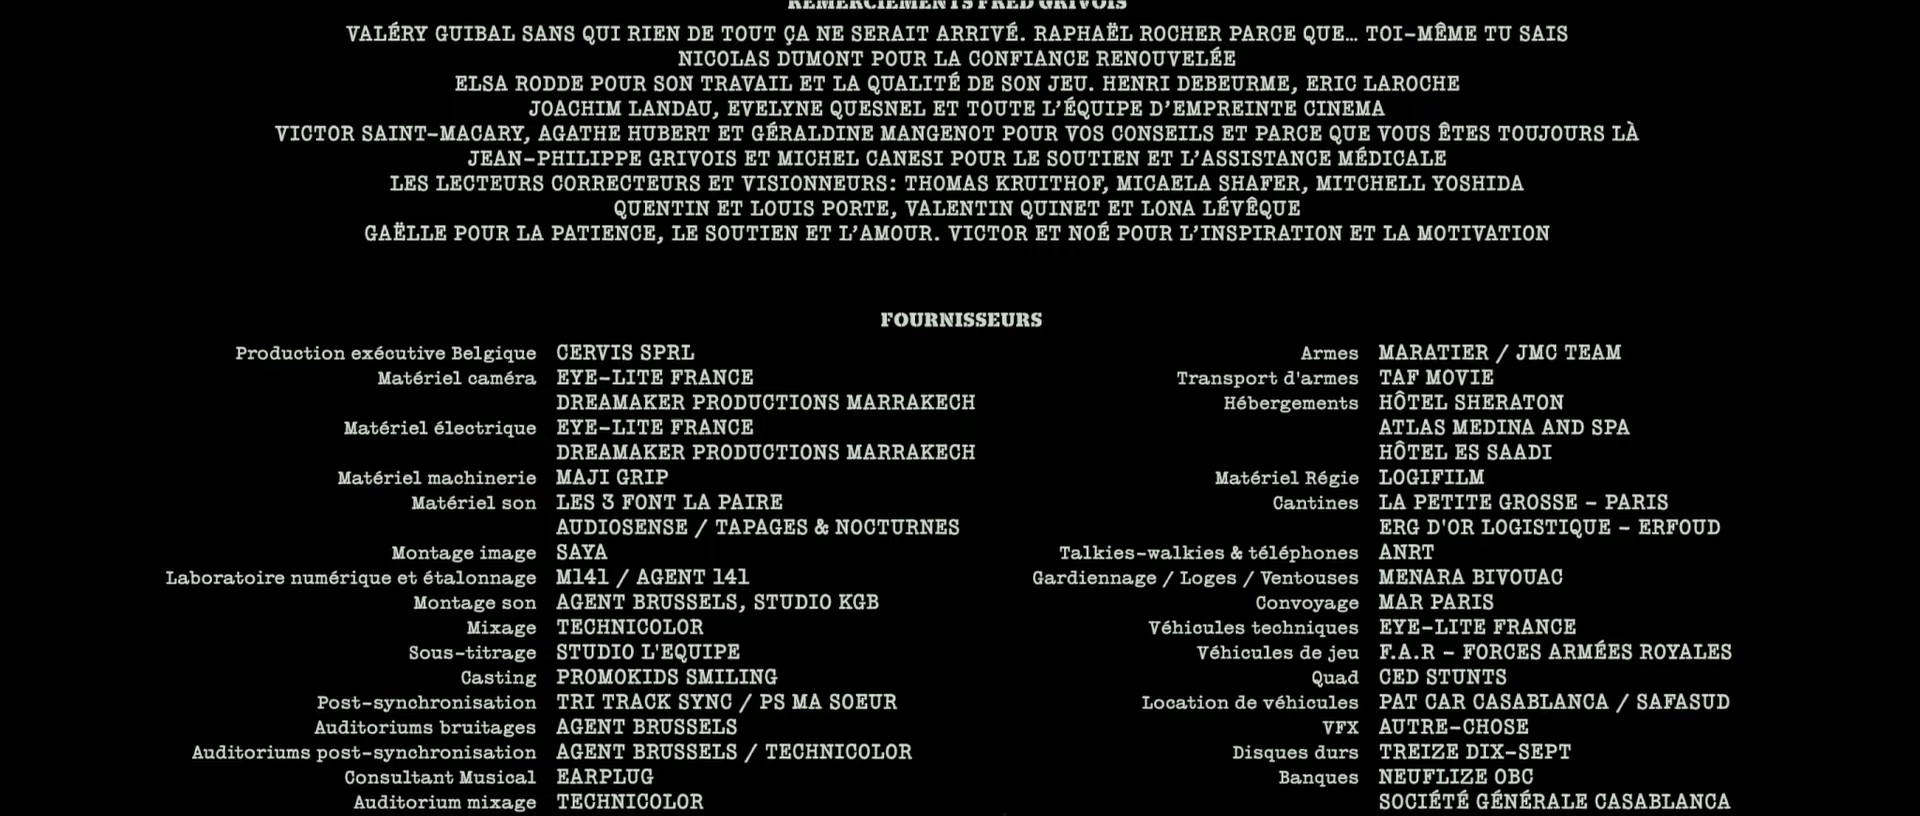 REMERCIEMENTS FRED GRIVOIS
VALÉRY GUIBAL SANS QUI RIEN DE TOUT ÇA NE SERAIT ARRIVÉ. RAPHAËL ROCHER PARCE QUE... TOI-MÊME TU SAIS
NICOLAS DUMONT POUR LA CONFIANCE RENOUVELÉE
ELSA RODDE POUR SON TRAVAIL ET LA QUALITÉ DE SON JEU. HENRI DEBEURME, ERIC LAROCHE
JOACHIM LANDAU, EVELYNE QUESNEL ET TOUTE L'ÉQUIPE D'EMPREINTE CINEMA
VICTOR SAINT-MACARY, AGATHE HUBERT ET GÉRALDINE MANGENOT POUR VOS CONSEILS ET PARCE QUE VOUS ÊTES TOUJOURS LÀ
JEAN-PHILIPPE GRIVOIS ET MICHEL CANESI POUR LE SOUTIEN ET L'ASSISTANCE MÉDICALE
LES LECTEURS CORRECTEURS ET VISIONNEURS: THOMAS KRUITHOF, MICAELA SHAFER, MITCHELL YOSHIDA
QUENTIN ET LOUIS PORTE, VALENTIN QUINET ET LONA LÉVÊQUE
GAËLLE POUR LA PATIENCE, LE SOUTIEN ET L'AMOUR. VICTOR ET NOÉ POUR L'INSPIRATION ET LA MOTIVATION
FOURNISSEURS
Production exécutive Belgique CERVIS SPRL
Matériel caméra EYE-LITE FRANCE
DREAMAKER PRODUCTIONS MARRAKECH
Matériel électrique EYE-LITE FRANCE
DREAMAKER PRODUCTIONS MARRAKECH
Matériel machinerie MAJI GRIP
Matériel son LES 3 FONT LA PAIRE
AUDIOSENSE / TAPAGES & NOCTURNES
Montage image SAYA
Laboratoire numérique et étalonnage M141 / AGENT 141
Montage son AGENT BRUSSELS, STUDIO KGB
Mixage TECHNICOLOR
Sous-titrage STUDIO L'EQUIPE
Casting PROMOKIDS SMILING
Post-synchronisation TRI TRACK SYNC / PS MA SOEUR
Auditoriums bruitages AGENT BRUSSELS
Auditoriums post-synchronisation AGENT BRUSSELS / TECHNICOLOR
Consultant Musical EARPLUG
Auditorium mixage TECHNICOLOR
Armes MARATIER / JMC TEAM
Transport d'armes TAF MOVIE
Hébergements HÔTEL SHERATON
ATLAS MEDINA AND SPA
HÔTEL ES SAADI
Matériel Régie LOGIFILM
Cantines LA PETITE GROSSE - PARIS
ERG D'OR LOGISTIQUE - ERFOUD
Talkies-walkies & téléphones ANRT
Gardiennage / Loges / Ventouses MENARA BIVOUAC
Convoyage MAR PARIS
Véhicules techniques EYE-LITE FRANCE
Véhicules de jeu F.A.R - FORCES ARMÉES ROYALES
Quad CED STUNTS
Location de véhicules PAT CAR CASABLANCA / SAFASUD
VFX AUTRE-CHOSE
Disques durs TREIZE DIX-SEPT
Banques NEUFLIZE OBC
SOCIÉTÉ GÉNÉRALE CASABLANCA